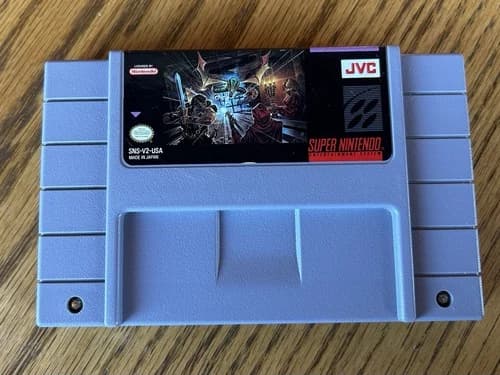 LICENSED BY
Nintendo
JVC
SNS-V2-USA
MADE IN JAPAN
SUPER NINTENDO
ENTERTAINMENT SYSTEM